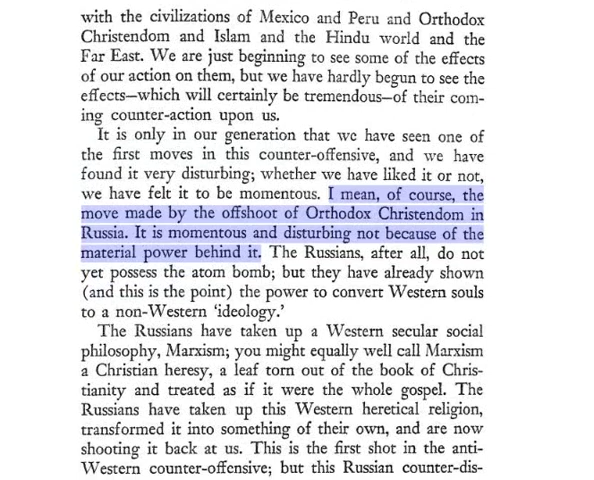 with the civilizations of Mexico and Peru and Orthodox
Christendom and Islam and the Hindu world and the
Far East. We are just beginning to see some of the effects
of our action on them, but we have hardly begun to see the
effects—which will certainly be tremendous—of their com-
ing counter-action upon us.
It is only in our generation that we have seen one of
the first moves in this counter-offensive, and we have
found it very disturbing; whether we have liked it or not,
we have felt it to be momentous. I mean, of course, the
move made by the offshoot of Orthodox Christendom in
Russia. It is momentous and disturbing not because of the
material power behind it. The Russians, after all, do not
yet possess the atom bomb; but they have already shown
(and this is the point) the power to convert Western souls
to a non-Western ‘ideology.’
The Russians have taken up a Western secular social
philosophy, Marxism; you might equally well call Marxism
a Christian heresy, a leaf torn out of the book of Chris-
tianity and treated as if it were the whole gospel. The
Russians have taken up this Western heretical religion,
transformed it into something of their own, and are now
shooting it back at us. This is the first shot in the anti-
Western counter-offensive; but this Russian counter-dis-